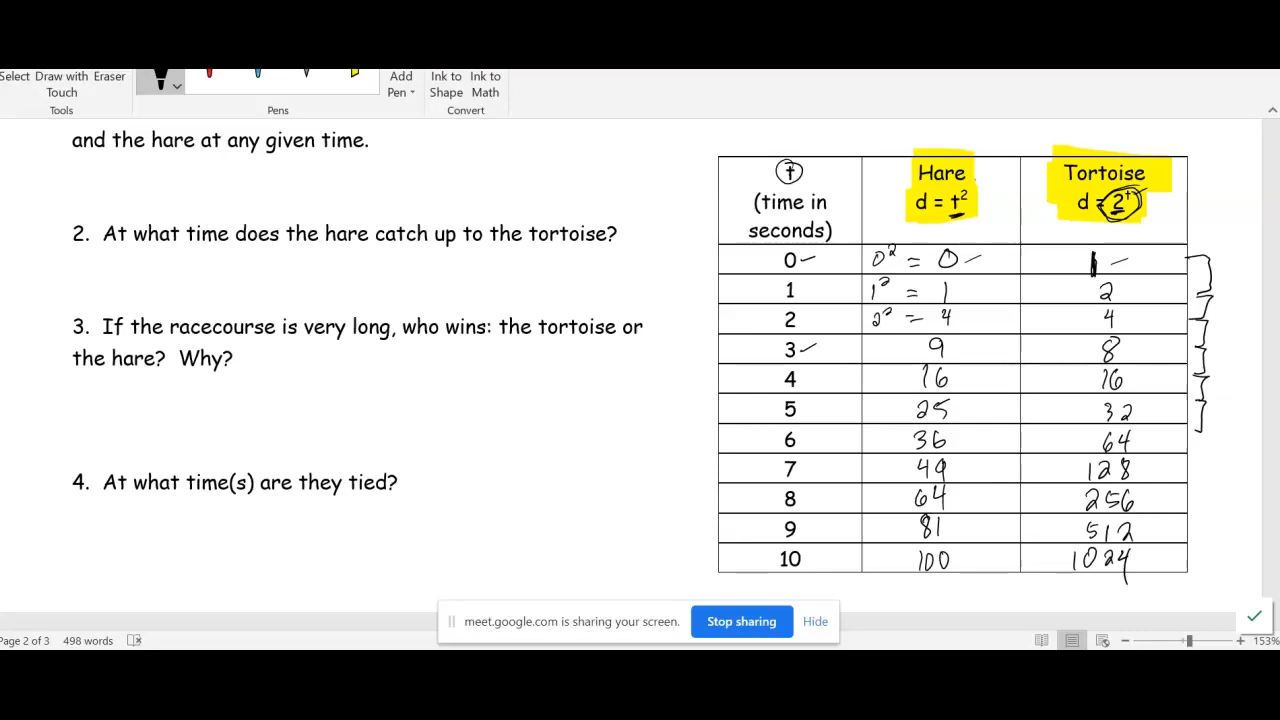 Select Draw with Eraser
Touch
Add
Pen
Ink to Ink to
Shape Math
Tools
Pens
Convert
and the hare at any given time.
2. At what time does the hare catch up to the tortoise?
3. If the racecourse is very long, who wins: the tortoise or
the hare? Why?
4. At what time(s) are they tied?
t Hare Tortoise
(time in d = t² d = 2ᵗ
seconds)
0 0² = 0 1
1 1² = 1 2
2 2² = 4 4
3 9 8
4 16 16
5 25 32
6 36 64
7 49 128
8 64 256
9 81 512
10 100 1024
meet.google.com is sharing your screen. Stop sharing Hide
Page 2 of 3 498 words 153%